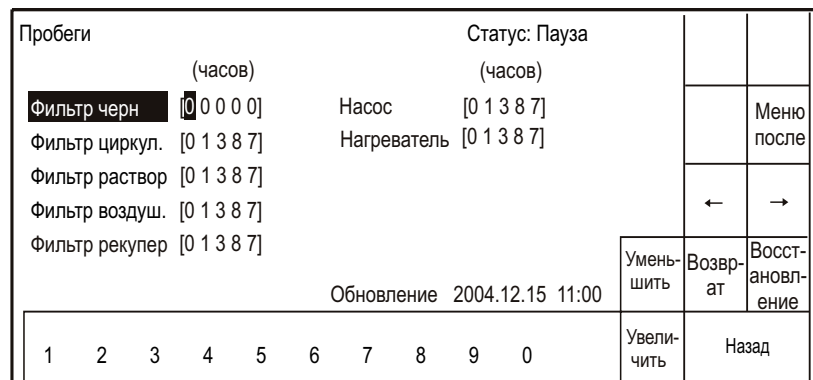 Пробеги Статус: Пауза
(часов) (часов)
Фильтр черн [0 0 0 0 0] Насос [0 1 3 8 7]
Фильтр циркул. [0 1 3 8 7] Нагреватель [0 1 3 8 7]
Фильтр раствор [0 1 3 8 7]
Фильтр воздуш. [0 1 3 8 7]
Фильтр рекупер [0 1 3 8 7]
Обновление 2004.12.15 11:00
Меню
после
← →
Умень-
шить
Возвр-
ат
Восст-
ановл-
ение
1 2 3 4 5 6 7 8 9 0
Увели-
чить
Назад